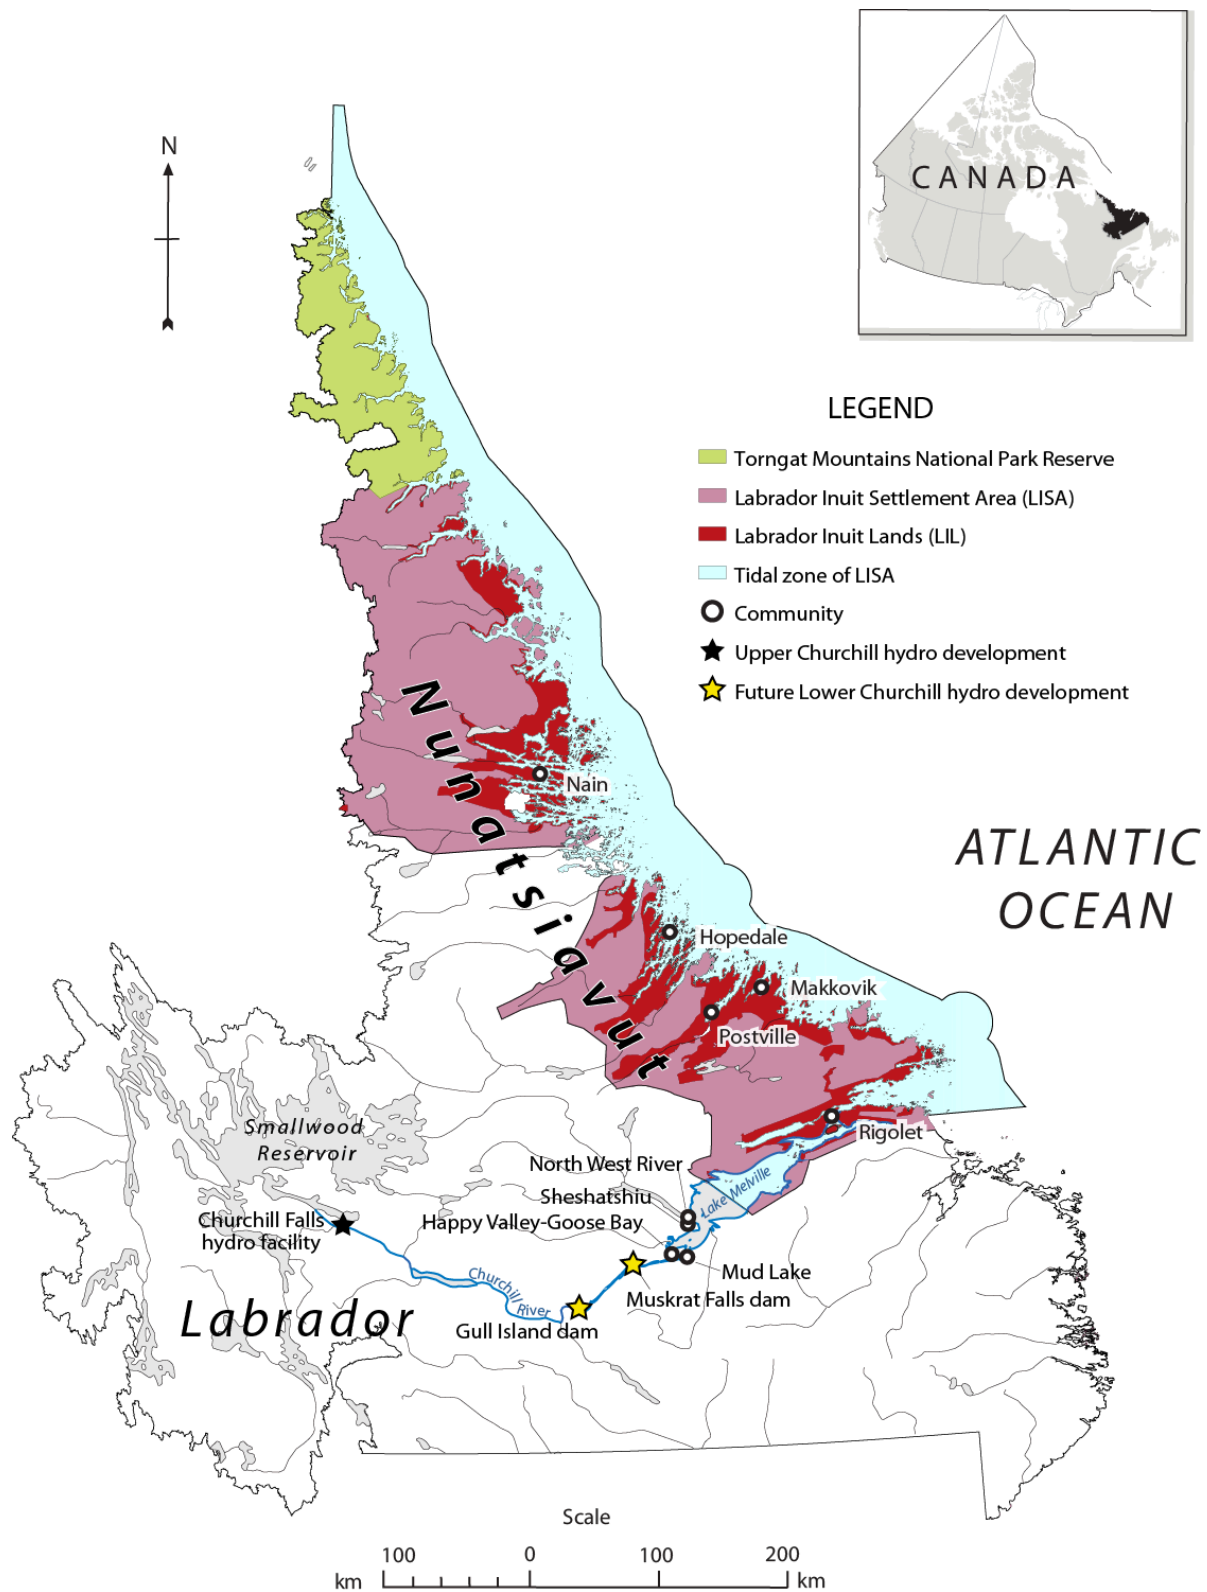 N
CANADA
LEGEND
Torngat Mountains National Park Reserve
Labrador Inuit Settlement Area (LISA)
Labrador Inuit Lands (LIL)
Tidal zone of LISA
Community
Upper Churchill hydro development
Future Lower Churchill hydro development
Nunatsiavut
Nain
ATLANTIC
OCEAN
Hopedale
Makkovik
Postville
Smallwood
Reservoir
Rigolet
North West River
Lake Melville
Sheshatshiu
Churchill Falls
hydro facility
Happy Valley-Goose Bay
Mud Lake
Churchill
River
Muskrat Falls dam
Labrador
Gull Island dam
Scale
100 0 100 200
km km